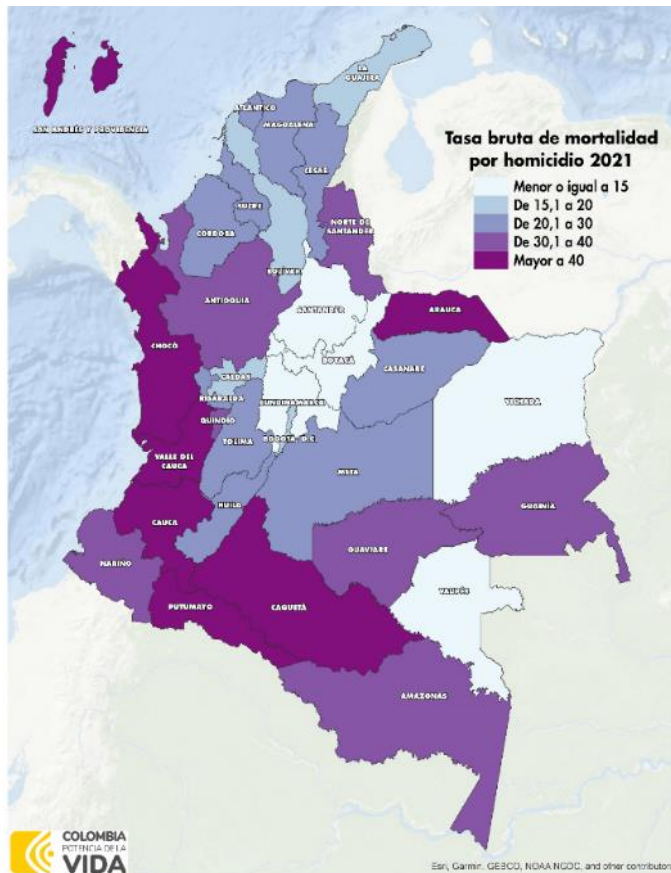 LA GUAJIRA
ATLÁNTICO
MAGDALENA
SAN ANDRÉS Y PROVIDENCIA
CESAR
Tasa bruta de mortalidad
por homicidio 2021
Menor o igual a 15
De 15,1 a 20
De 20,1 a 30
De 30,1 a 40
Mayor a 40
SUCRE
NORTE DE
SANTANDER
CÓRDOBA
BOLÍVAR
ANTIOQUIA
SANTANDER
ARAUCA
CHOCÓ
BOYACÁ
CASANARE
CALDAS
VICHADA
RISARALDA
CUNDINAMARCA
QUINDÍO
BOGOTÁ, D.C.
TOLIMA
VALLE DEL
CAUCA
META
HUILA
GUAINÍA
CAUCA
GUAVIARE
NARIÑO
VAUPÉS
PUTUMAYO
CAQUETÁ
AMAZONAS
COLOMBIA
POTENCIA DE LA
VIDA
Esri, Garmin, GEBCO, NOAA NGDC, and other contributors